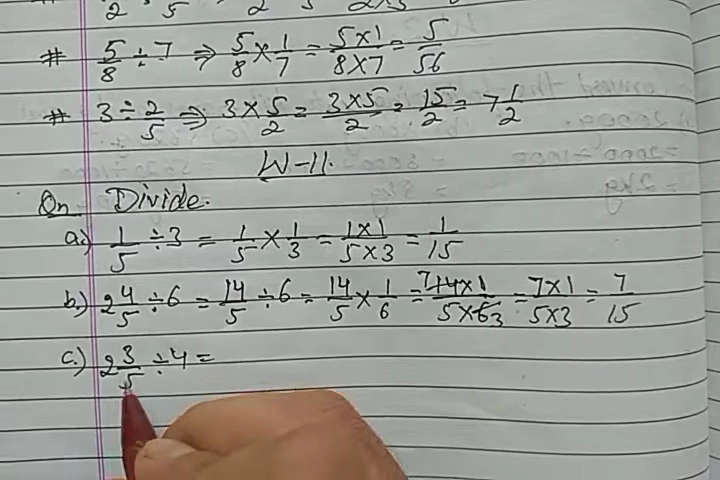 2 5 2
# 5/8 ÷ 7 ⇒ 5/8 × 1/7 = 5×1/8×7 = 5/56
# 3 ÷ 2/5 ⇒ 3 × 5/2 = 3×5/2 = 15/2 = 7 1/2
W-11.
Qn. Divide.
a.) 1/5 ÷ 3 = 1/5 × 1/3 = 1×1/5×3 = 1/15
b.) 2 4/5 ÷ 6 = 14/5 ÷ 6 = 14/5 × 1/6 = 7 14×1/5×6 3 = 7×1/5×3 = 7/15
c.) 2 3/5 ÷ 4 =